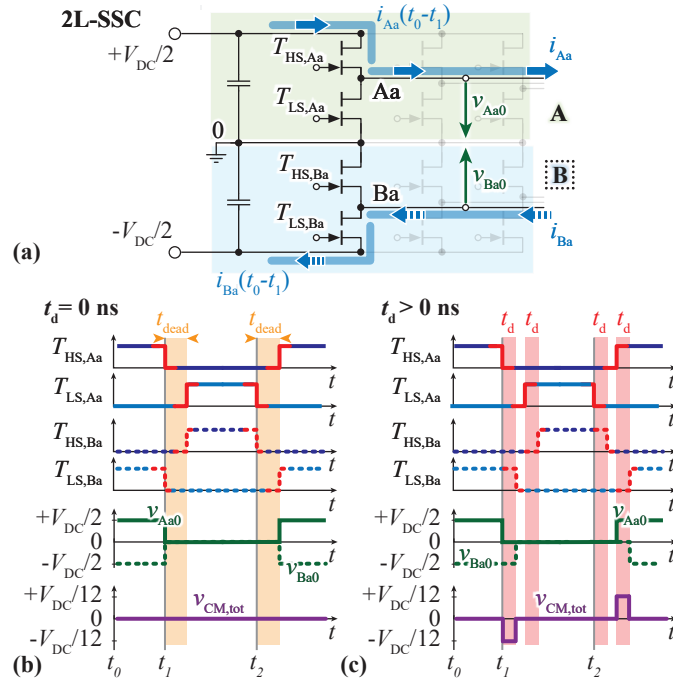 2L-SSC
i_Aa(t_0-t_1)
+V_DC/2
T_HS,Aa
i_Aa
Aa
T_LS,Aa
v_Aa0
A
0
T_HS,Ba
v_Ba0
B
Ba
T_LS,Ba
-V_DC/2
i_Ba
(a)
i_Ba(t_0-t_1)
t_d = 0 ns
t_dead
t_dead
T_HS,Aa
t
T_LS,Aa
t
T_HS,Ba
t
T_LS,Ba
t
+V_DC/2
v_Aa0
0
t
-V_DC/2
v_Ba0
+V_DC/12
v_CM,tot
0
t
-V_DC/12
(b)
t_0
t_1
t_2
t_d > 0 ns
t_d
t_d
t_d
t_d
T_HS,Aa
t
T_LS,Aa
t
T_HS,Ba
t
T_LS,Ba
t
+V_DC/2
v_Aa0
0
t
-V_DC/2
v_Ba0
+V_DC/12
v_CM,tot
0
t
-V_DC/12
(c)
t_0
t_1
t_2